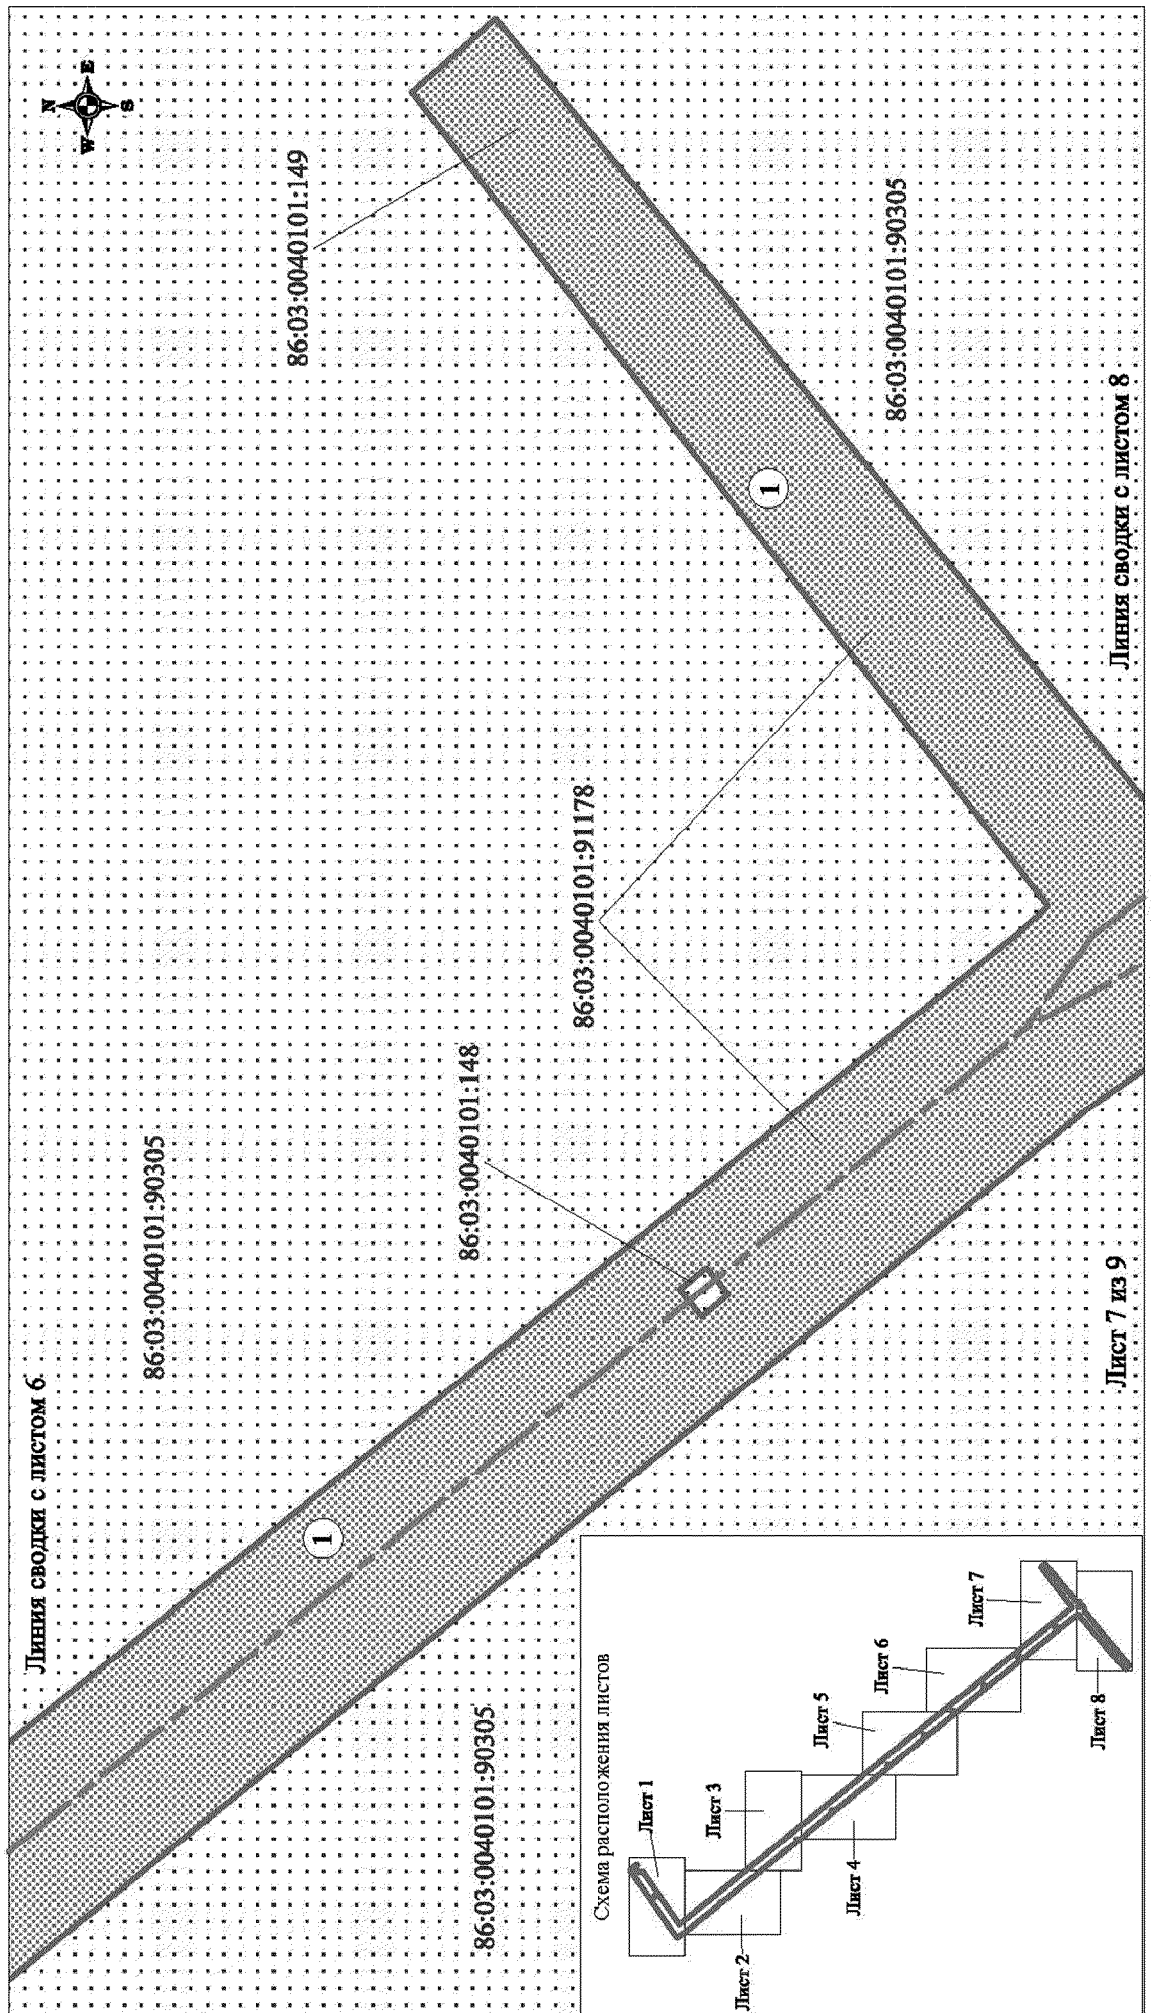 Линия сводки с листом 6
N
E
W
S
86:03:0040101:149
86:03:0040101:90305
86:03:0040101:148
86:03:0040101:91178
86:03:0040101:90305
86:03:0040101:90305
1
1
Схема расположения листов
Лист 1
Лист 3
Лист 5
Лист 6
Лист 7
Лист 2
Лист 4
Лист 8
Лист 7 из 9
Линия сводки с листом 8